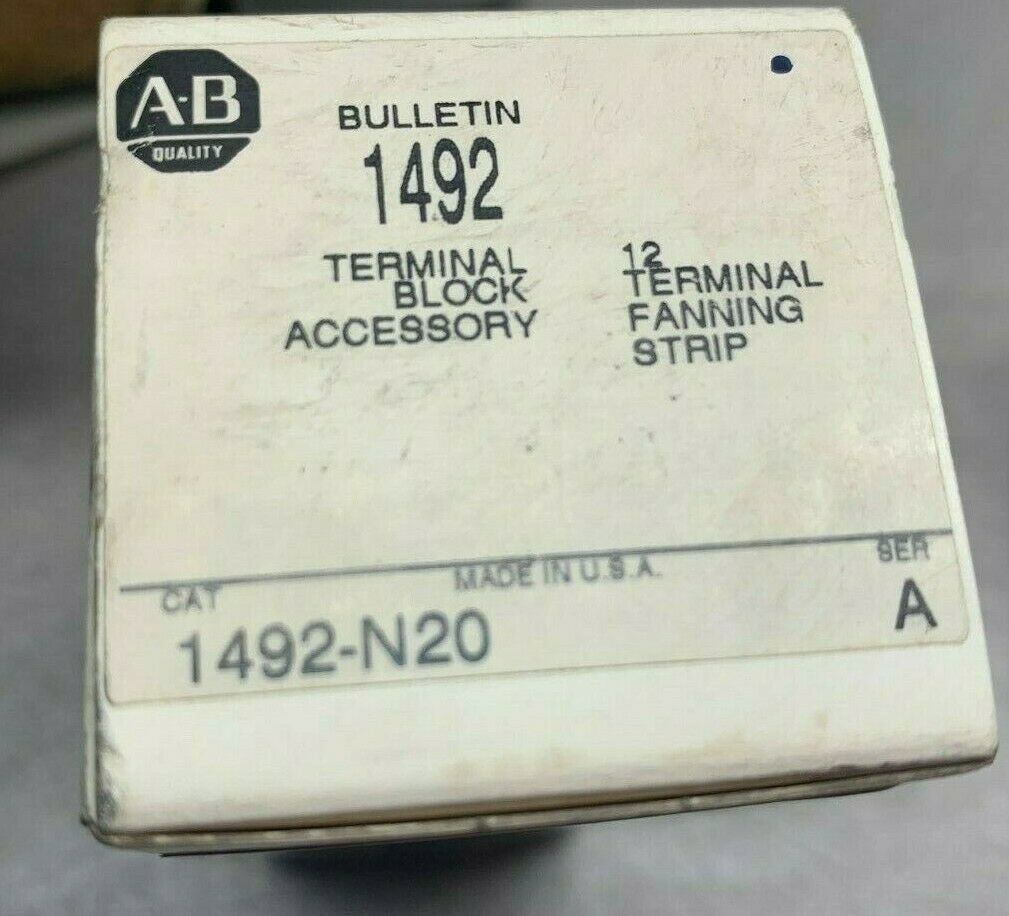 A-B
QUALITY
BULLETIN
1492
TERMINAL
BLOCK
ACCESSORY
12
TERMINAL
FANNING
STRIP
CAT
MADE IN U.S.A.
SER
1492-N20
A